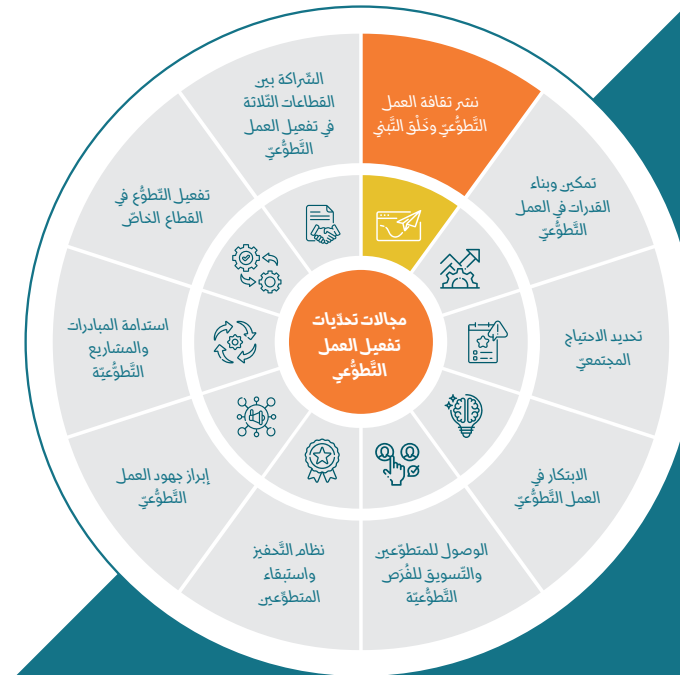 مجالات تحدّيات
تفعيل العمل
التَّطوُّعي
نشر ثقافة العمل
التَّطوُّعيّ وخَلْق التَّبني
تمكين وبناء
القدرات في العمل
التَّطوُّعيّ
تحديد الاحتياج
المجتمعيّ
الابتكار في
العمل التَّطوُّعيّ
الوصول للمتطوّعين
والتَّسويق للفُرَص
التَّطوُّعيّة
نظام التَّحفيز
واستبقاء
المتطوّعين
إبراز جهود العمل
التَّطوُّعيّ
استدامة المبادرات
والمشاريع
التَّطوُّعيّة
تفعيل التَّطوُّع في
القطاع الخاصّ
الشَّراكة بين
القطاعات الثَّلاثة
في تفعيل العمل
التَّطوُّعيّ